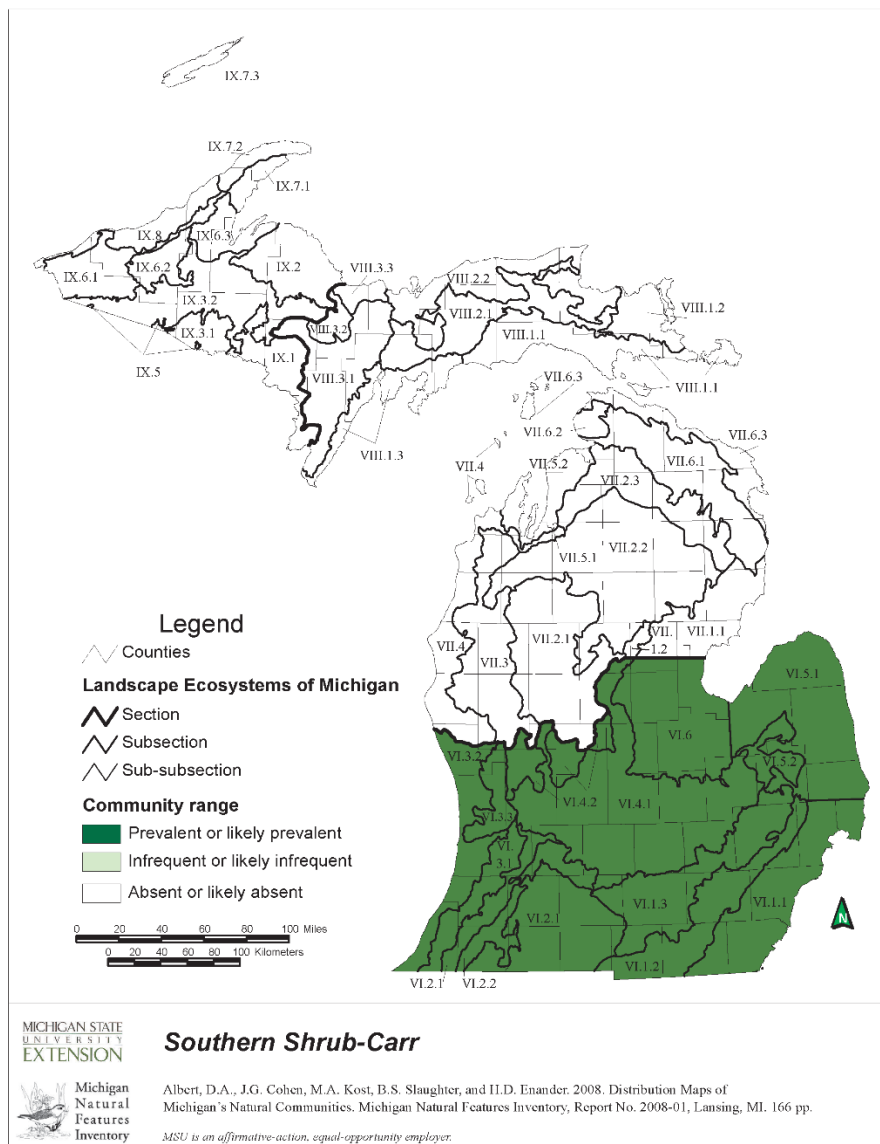 IX.7.3
IX.7.2
IX.7.1
IX.8
IX.6.3
IX.6.1
IX.6.2
IX.2
VIII.3.3
VIII.2.2
IX.3.2
VIII.2.1
VIII.1.2
IX.3.1
VIII.3.2
VIII.1.1
IX.5
IX.1
VIII.3.1
VIII.1.1
VII.6.3
VIII.1.3
VII.6.2
VII.6.3
VII.4
VII.5.2
VII.6.1
VII.2.3
VII.5.1
VII.2.2
VII.4
VII.3
VII.2.1
VII.
1.2
VII.1.1
VI.5.1
VI.3.2
VI.6
VI.5.2
VI.4.2
VI.4.1
VI.3.3
VI.
3.1
VI.2.1
VI.1.3
VI.1.1
VI.1.2
VI.2.1
VI.2.2
Legend
Counties
Landscape Ecosystems of Michigan
Section
Subsection
Sub-subsection
Community range
Prevalent or likely prevalent
Infrequent or likely infrequent
Absent or likely absent
0 20 40 60 80 100 Miles
0 20 40 60 80 100 Kilometers
N
MICHIGAN STATE
UNIVERSITY
EXTENSION
Southern Shrub-Carr
Michigan
Natural
Features
Inventory
Albert, D.A., J.G. Cohen, M.A. Kost, B.S. Slaughter, and H.D. Enander. 2008. Distribution Maps of
Michigan's Natural Communities. Michigan Natural Features Inventory, Report No. 2008-01, Lansing, MI. 166 pp.
MSU is an affirmative-action, equal-opportunity employer.